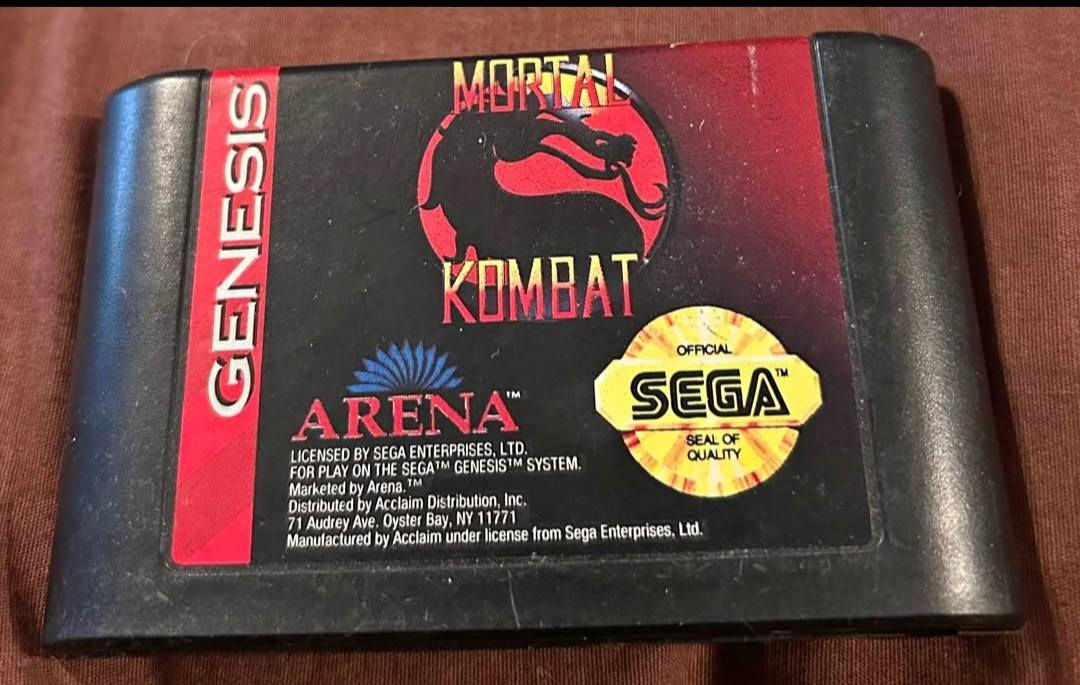 GENESIS
MORTAL
KOMBAT
ARENA™
OFFICIAL
SEGA™
SEAL OF
QUALITY
LICENSED BY SEGA ENTERPRISES, LTD.
FOR PLAY ON THE SEGA™ GENESIS™ SYSTEM.
Marketed by Arena.™
Distributed by Acclaim Distribution, Inc.
71 Audrey Ave. Oyster Bay, NY 11771
Manufactured by Acclaim under license from Sega Enterprises, Ltd.